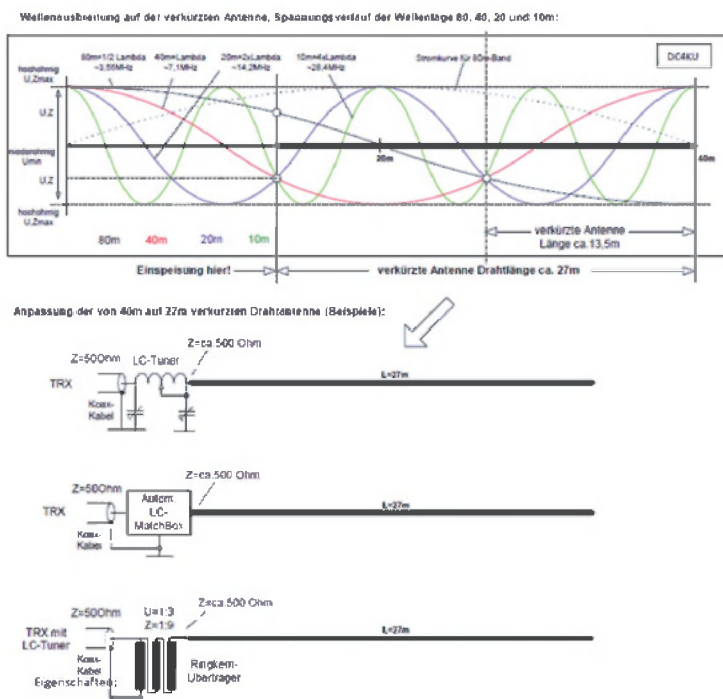 Wellenausbreitung auf der verkürzten Antenne, Spannungsverlauf der Wellenlage 80, 40, 20 und 10m:
80m=1/2 Lambda
~3,55MHz
40m=Lambda
~7,1MHz
20m=2xLambda
~14,2MHz
10m=4xLambda
~28,4MHz
Stromkurve für 80m-Band
DC4KU
hochohmig
U,Zmax
U,Z
niederohmig
Umin
U,Z
hochohmig
U,Zmax
20m
40m
80m
40m
20m
10m
verkürzte Antenne
Länge ca.13,5m
Einspeisung hier!
verkürzte Antenne Drahtlänge ca. 27m
Anpassung der von 40m auf 27m verkürzten Drahtantenne (Beispiele):
Z=50Ohm
LC-Tuner
Z=ca.500 Ohm
TRX
Koax-
Kabel
L=27m
Z=50Ohm
Z=ca.500 Ohm
TRX
Autom.
LC-
MatchBox
Koax-
Kabel
L=27m
Z=50Ohm
U=1:3
Z=1:9
Z=ca.500 Ohm
TRX mit
LC-Tuner
Koax-
Kabel
L=27m
Ringkern-
Übertrager
Eigenschaften: